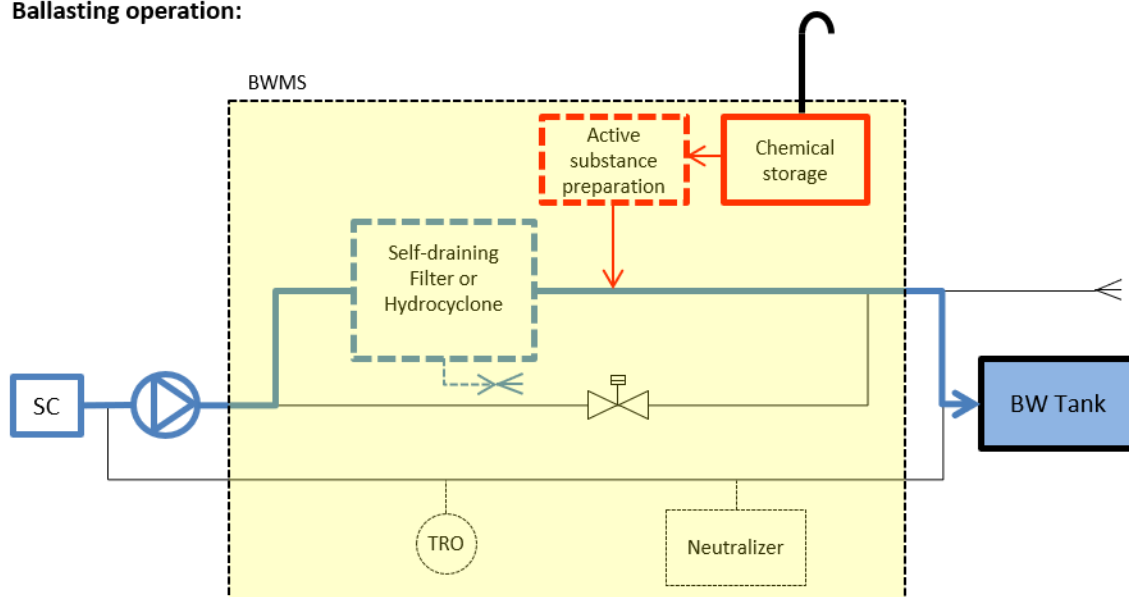 Ballasting operation:
BWMS
Active
substance
preparation
Chemical
storage
Self-draining
Filter or
Hydrocyclone
SC
BW Tank
TRO
Neutralizer